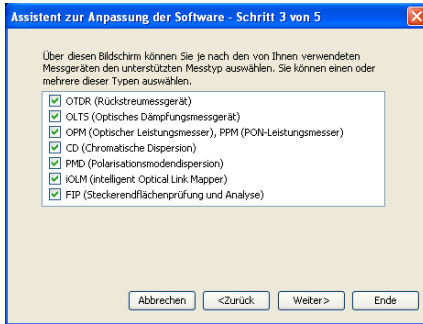 Assistent zur Anpassung der Software - Schritt 3 von 5
Über diesen Bildschirm können Sie je nach den von Ihnen verwendeten
Messgeräten den unterstützten Messtyp auswählen. Sie können einen oder
mehrere dieser Typen auswählen.
OTDR (Rückstreumessgerät)
OLTS (Optisches Dämpfungsmessgerät)
OPM (Optischer Leistungsmesser), PPM (PON-Leistungsmesser)
CD (Chromatische Dispersion)
PMD (Polarisationsmodendispersion)
iOLM (intelligent Optical Link Mapper)
FIP (Steckerendflächenprüfung und Analyse)
Abbrechen <Zurück Weiter> Ende